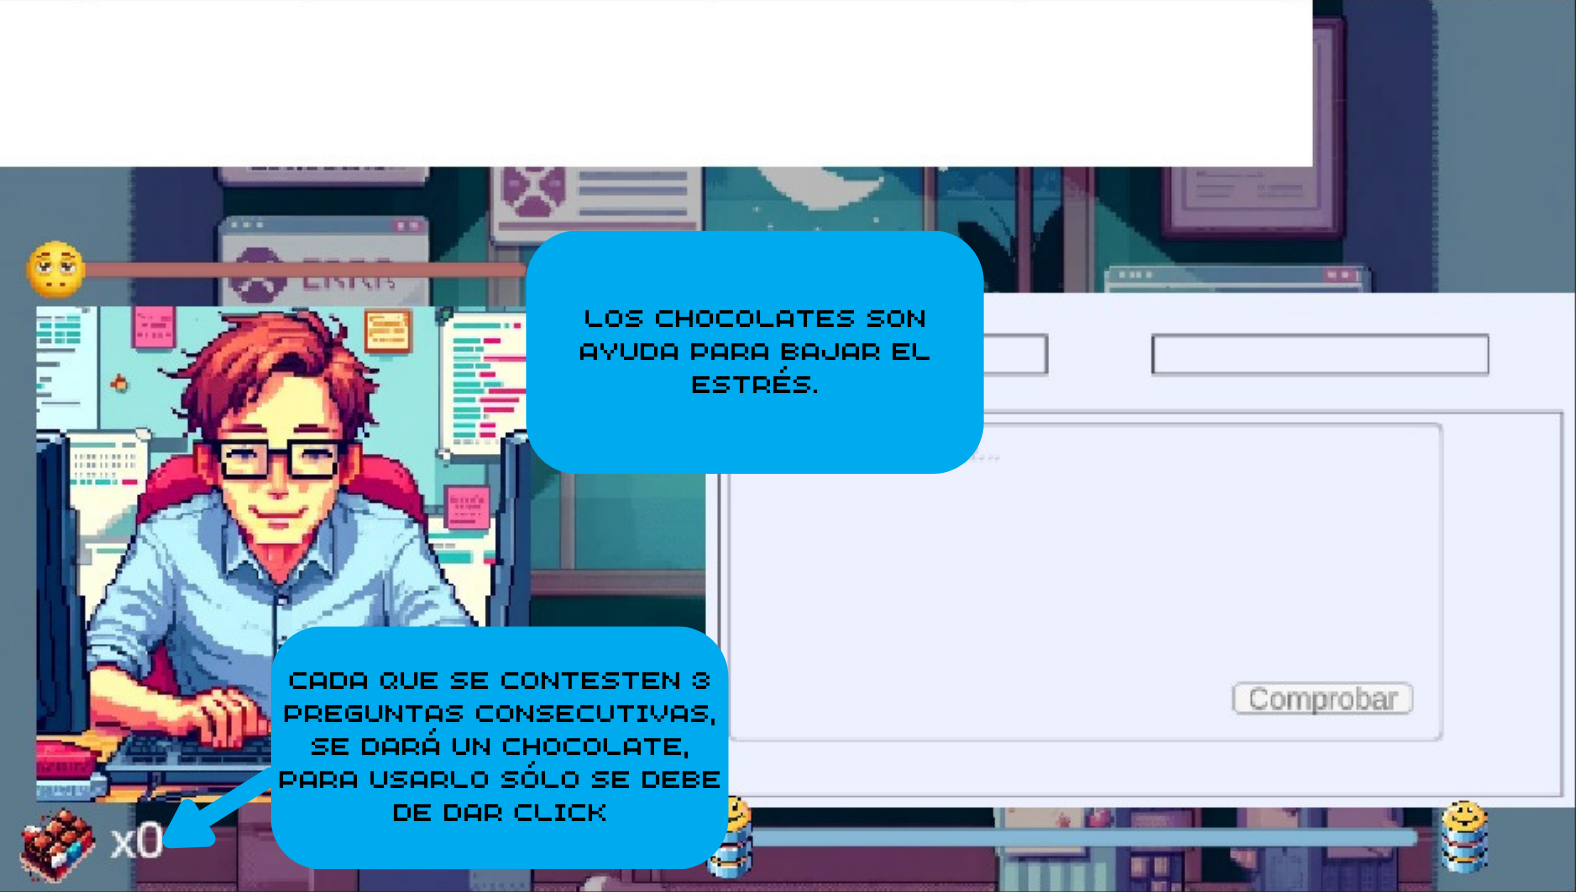 ERRR
LOS CHOCOLATES SON
AYUDA PARA BAJAR EL
ESTRÉS.
CADA QUE SE CONTESTEN 3
PREGUNTAS CONSECUTIVAS,
SE DARÁ UN CHOCOLATE,
PARA USARLO SÓLO SE DEBE
DE DAR CLICK
Comprobar
x0